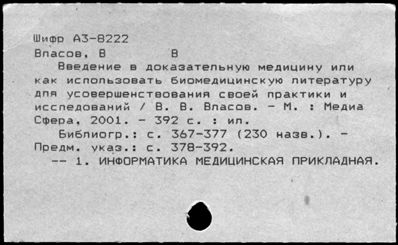 Шифр А3-8222
Власов, В В
Введение в доказательную медицину или
как использовать биомедицинскую литературу
для усовершенствования своей практики и
исследований / В. В. Власов. - М. : Медиа
Сфера, 2001. - 392 с. : ил.
Библиогр.: с. 367-377 (230 назв.). -
Предм. указ.: с. 378-392.
-- 1. ИНФОРМАТИКА МЕДИЦИНСКАЯ ПРИКЛАДНАЯ.